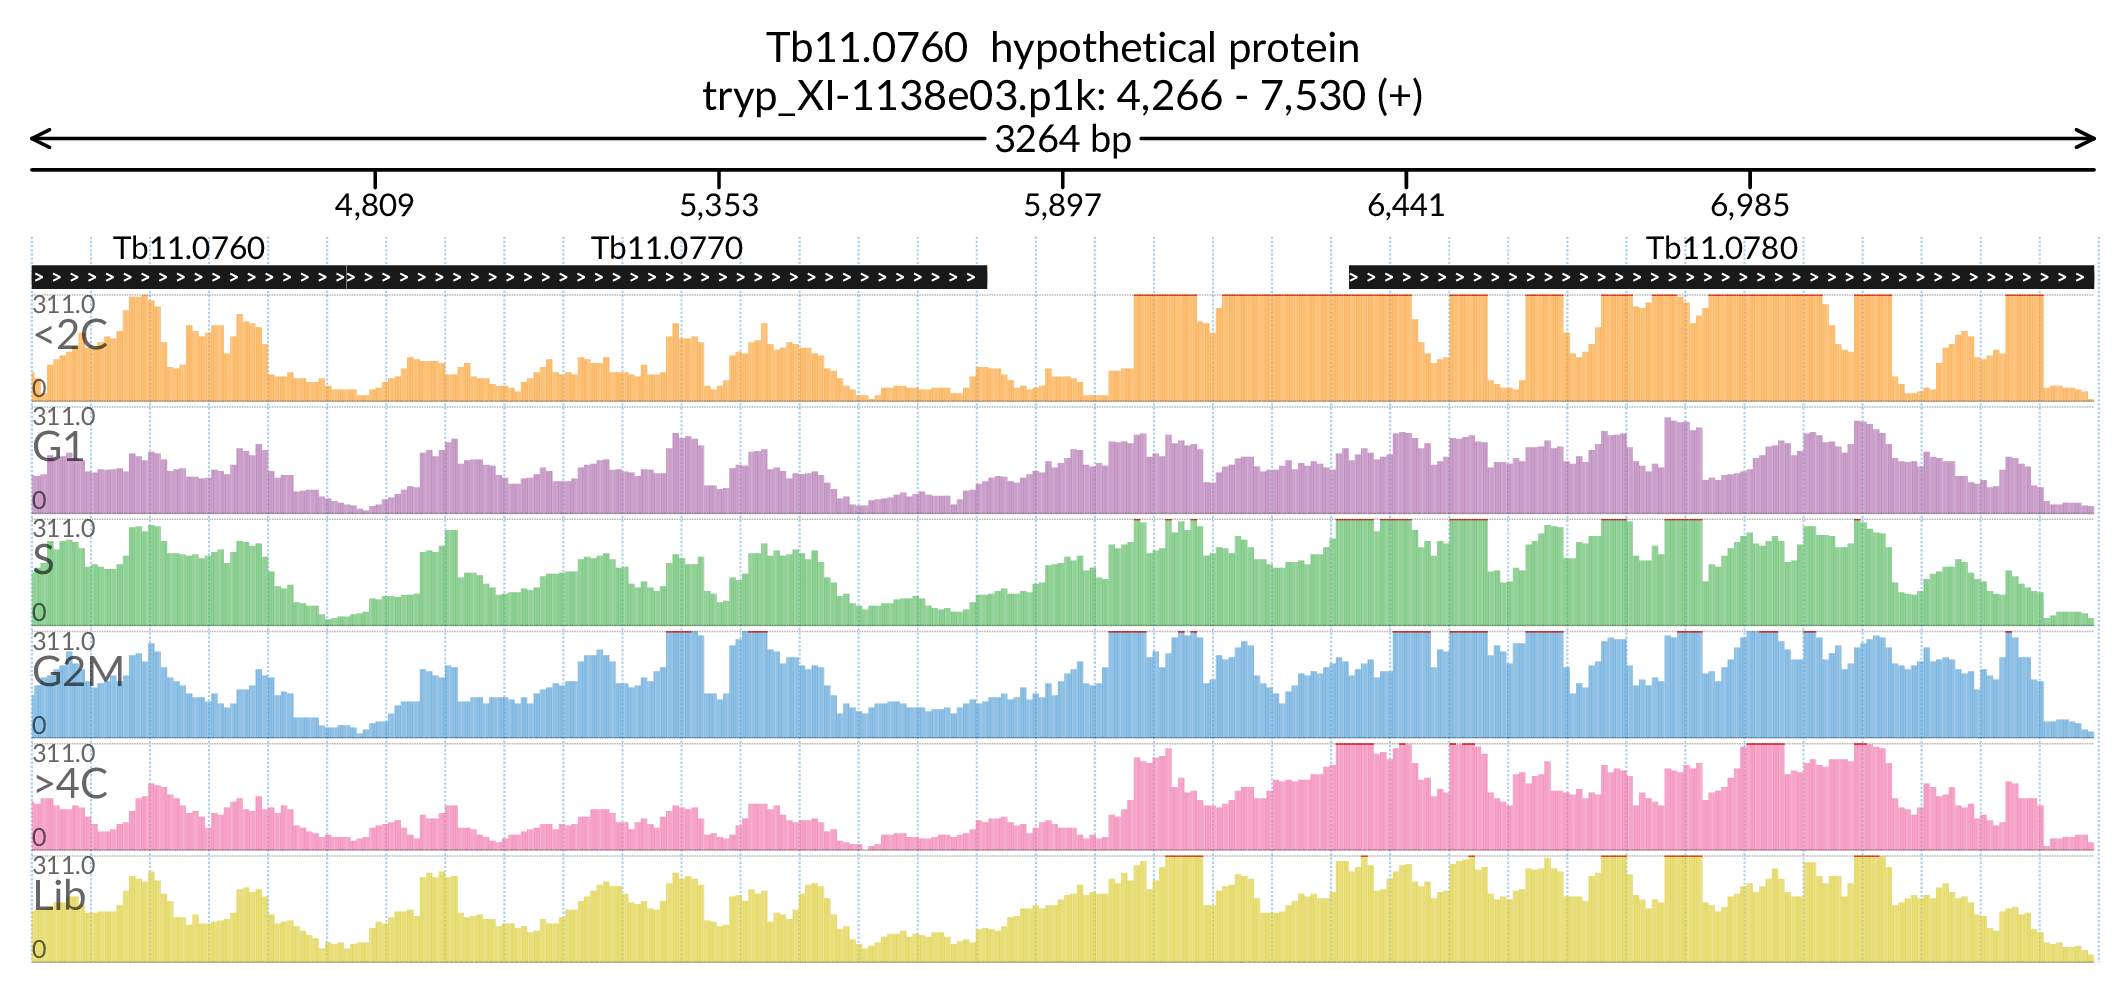 Tb11.0760 hypothetical protein
tryp_XI-1138e03.p1k: 4,266 - 7,530 (+)
3264 bp
4,809 5,353 5,897 6,441 6,985
Tb11.0760 Tb11.0770 Tb11.0780
311.0
<2C
0
311.0
G1
0
311.0
S
0
311.0
G2M
0
311.0
>4C
0
311.0
Lib
0